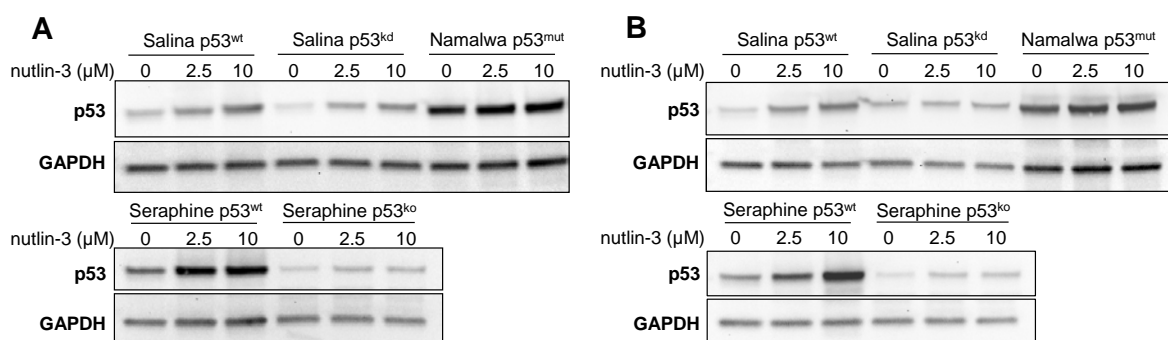 A
Salina p53wt Salina p53kd Namalwa p53mut
nutlin-3 (µM) 0 2.5 10 0 2.5 10 0 2.5 10
p53
GAPDH
Seraphine p53wt Seraphine p53ko
nutlin-3 (µM) 0 2.5 10 0 2.5 10
p53
GAPDH
B
Salina p53wt Salina p53kd Namalwa p53mut
nutlin-3 (µM) 0 2.5 10 0 2.5 10 0 2.5 10
p53
GAPDH
Seraphine p53wt Seraphine p53ko
nutlin-3 (µM) 0 2.5 10 0 2.5 10
p53
GAPDH